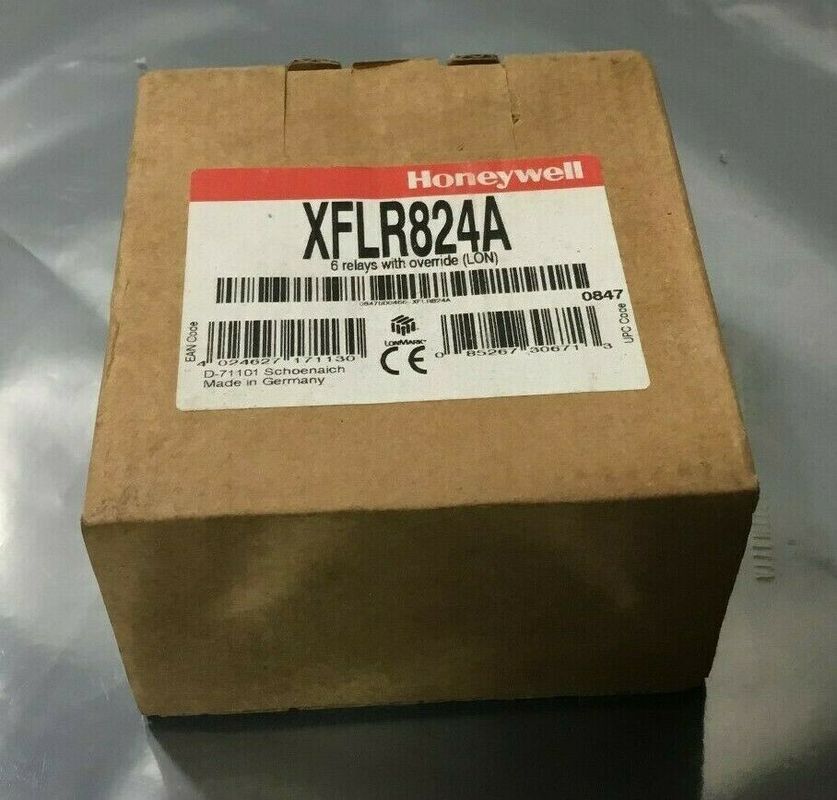 Honeywell
XFLR824A
6 relays with override (LON)
0847
EAN Code
4 024627 171130
LONMARK
CE
0 85267 30671 3
UPC Code
D-71101 Schoenaich
Made in Germany